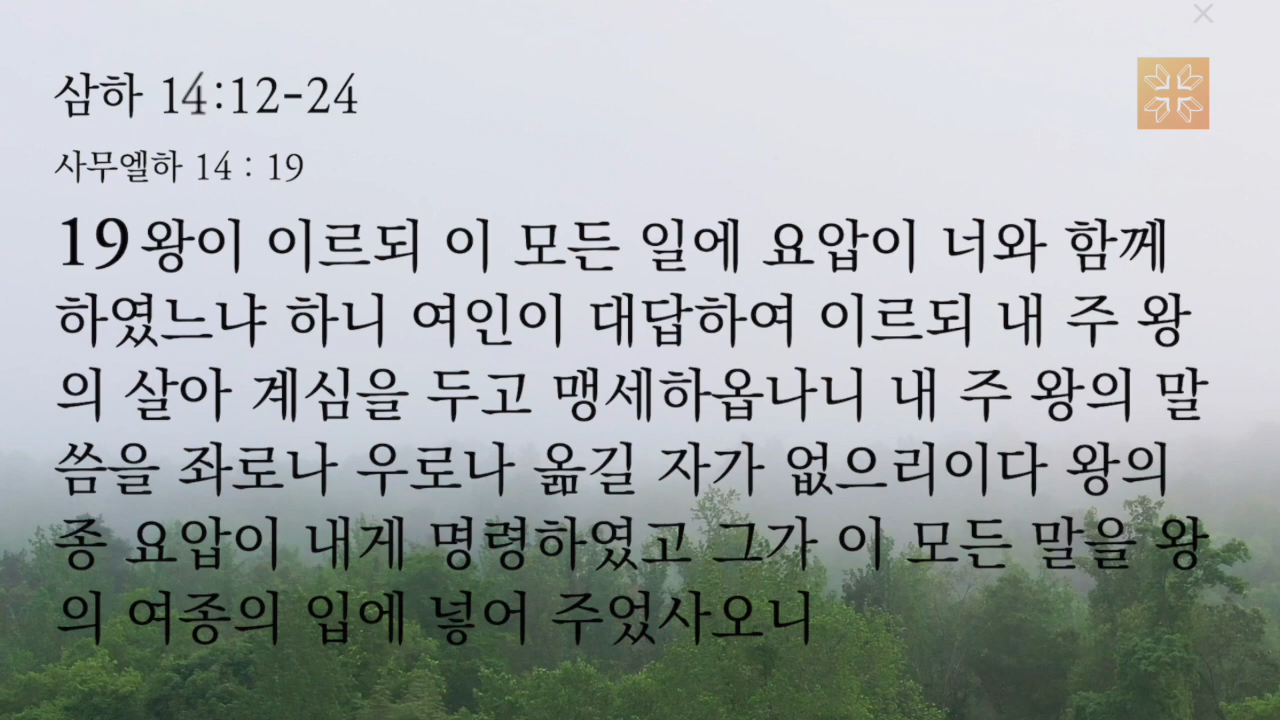 삼하 14:12-24
사무엘하 14 : 19
19 왕이 이르되 이 모든 일에 요압이 너와 함께
하였느냐 하니 여인이 대답하여 이르되 내 주 왕
의 살아 계심을 두고 맹세하옵나니 내 주 왕의 말
씀을 좌로나 우로나 옮길 자가 없으리이다 왕의
종 요압이 내게 명령하였고 그가 이 모든 말을 왕
의 여종의 입에 넣어 주었사오니